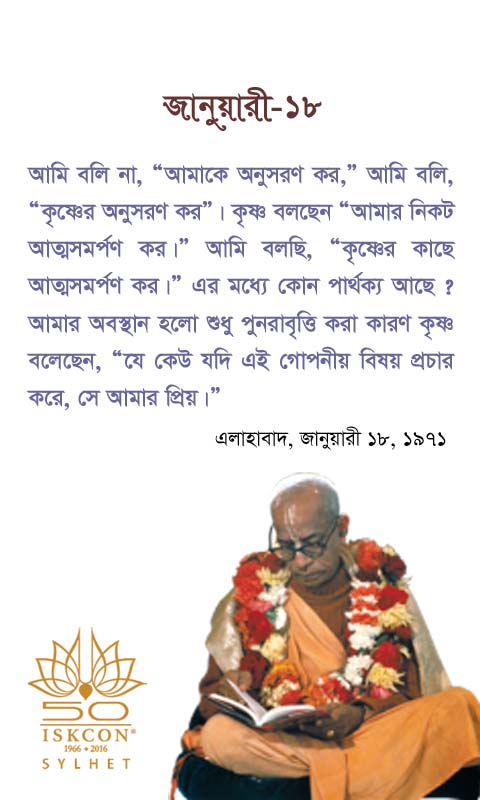 জানুয়ারী-১৮
আমি বলি না, “আমাকে অনুসরণ কর,” আমি বলি,
“কৃষ্ণের অনুসরণ কর”। কৃষ্ণ বলছেন “আমার নিকট
আত্মসমর্পণ কর।” আমি বলছি, “কৃষ্ণের কাছে
আত্মসমর্পণ কর।” এর মধ্যে কোন পার্থক্য আছে ?
আমার অবস্থান হলো শুধু পুনরাবৃত্তি করা কারণ কৃষ্ণ
বলেছেন, “যে কেউ যদি এই গোপনীয় বিষয় প্রচার
করে, সে আমার প্রিয়।”
এলাহাবাদ, জানুয়ারী ১৮, ১৯৭১
50
ISKCON®
1966 • 2016
SYLHET